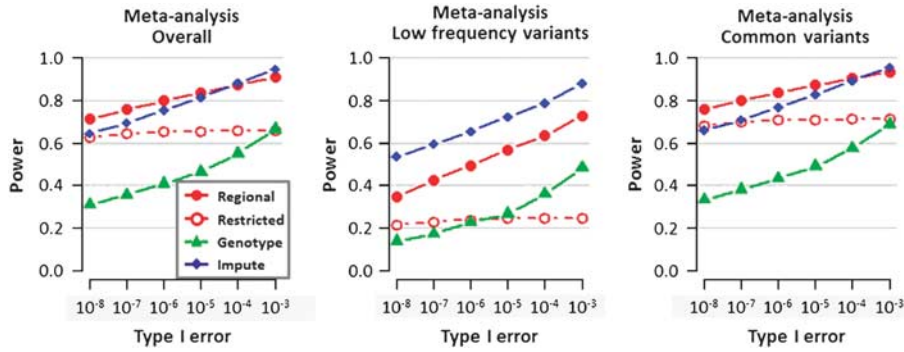 Meta-analysis
Overall
Power
1.0
0.8
0.6
0.4
0.2
0.0
Regional
Restricted
Genotype
Impute
10-8 10-7 10-6 10-5 10-4 10-3
Type I error
Meta-analysis
Low frequency variants
Power
1.0
0.8
0.6
0.4
0.2
0.0
10-8 10-7 10-6 10-5 10-4 10-3
Type I error
Meta-analysis
Common variants
Power
1.0
0.8
0.6
0.4
0.2
0.0
10-8 10-7 10-6 10-5 10-4 10-3
Type I error